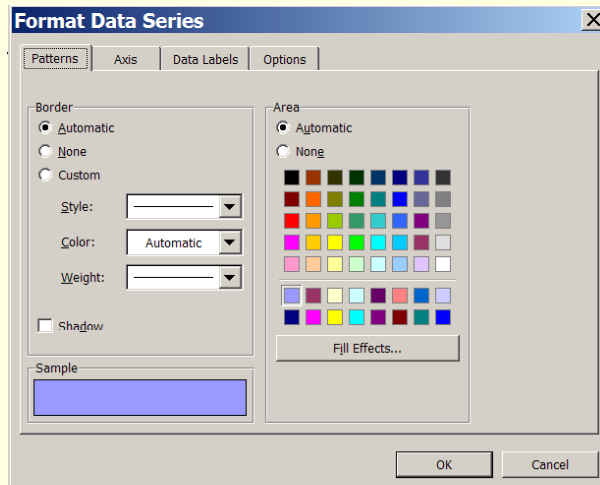 Format Data Series
Patterns
Axis
Data Labels
Options
Border
Automatic
None
Custom
Style:
Color:
Automatic
Weight:
Shadow
Sample
Area
Automatic
None
Fill Effects...
OK
Cancel